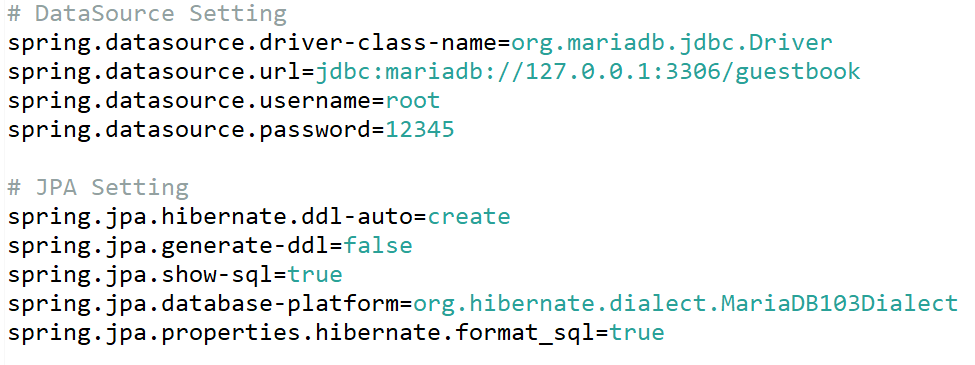 # DataSource Setting
spring.datasource.driver-class-name=org.mariadb.jdbc.Driver
spring.datasource.url=jdbc:mariadb://127.0.0.1:3306/guestbook
spring.datasource.username=root
spring.datasource.password=12345
# JPA Setting
spring.jpa.hibernate.ddl-auto=create
spring.jpa.generate-ddl=false
spring.jpa.show-sql=true
spring.jpa.database-platform=org.hibernate.dialect.MariaDB103Dialect
spring.jpa.properties.hibernate.format_sql=true